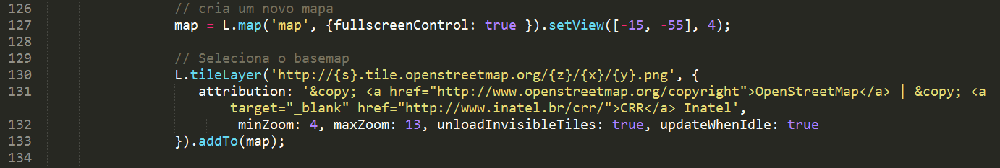 126 // cria um novo mapa
127 map = L.map('map', {fullscreenControl: true }).setView([-15, -55], 4);
128
129 // Seleciona o basemap
130 L.tileLayer('http://{s}.tile.openstreetmap.org/{z}/{x}/{y}.png', {
131 attribution: '&copy; <a href="http://www.openstreetmap.org/copyright">OpenStreetMap</a> | &copy; <a
target="_blank" href="http://www.inatel.br/crr/">CRR</a> Inatel',
132 minZoom: 4, maxZoom: 13, unloadInvisibleTiles: true, updateWhenIdle: true
133 }).addTo(map);
134